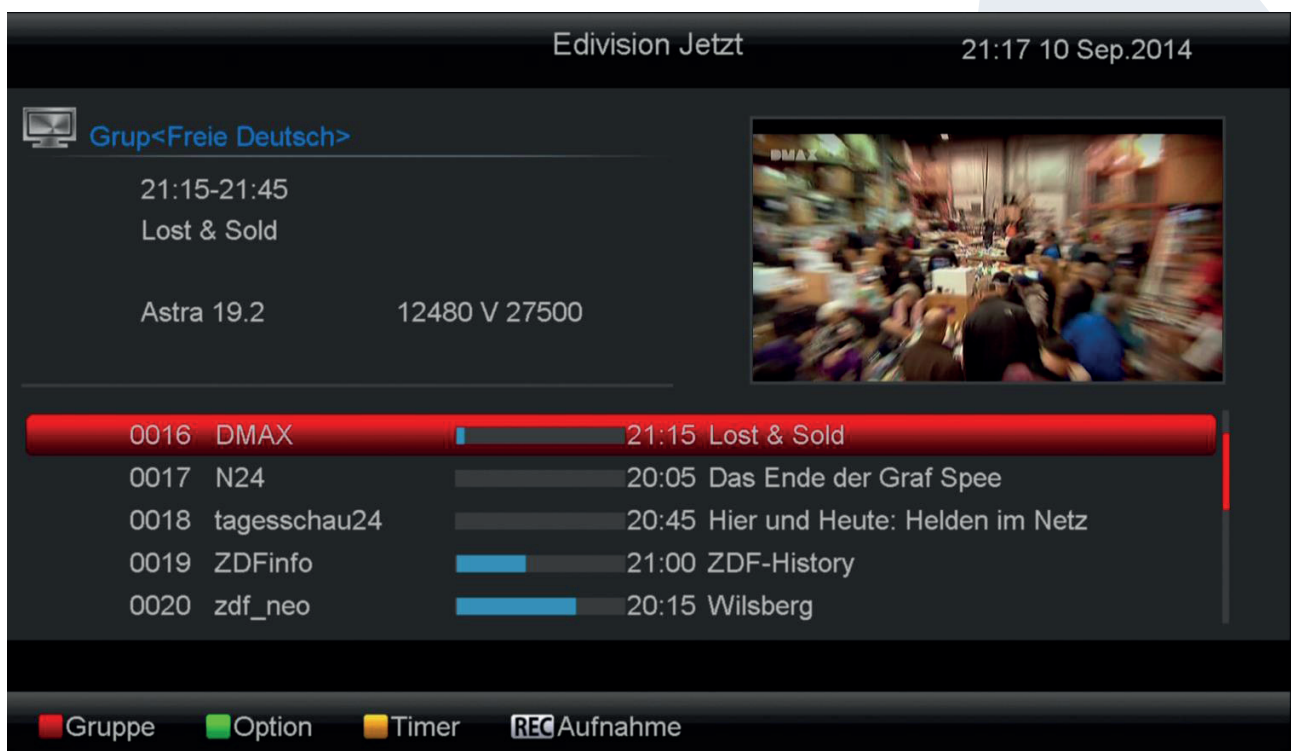 Edivision Jetzt
21:17 10 Sep.2014
Grup<Freie Deutsch>
21:15-21:45
Lost & Sold
Astra 19.2 12480 V 27500
DMAX
0016 DMAX 21:15 Lost & Sold
0017 N24 20:05 Das Ende der Graf Spee
0018 tagesschau24 20:45 Hier und Heute: Helden im Netz
0019 ZDFinfo 21:00 ZDF-History
0020 zdf_neo 20:15 Wilsberg
Gruppe Option Timer REC Aufnahme